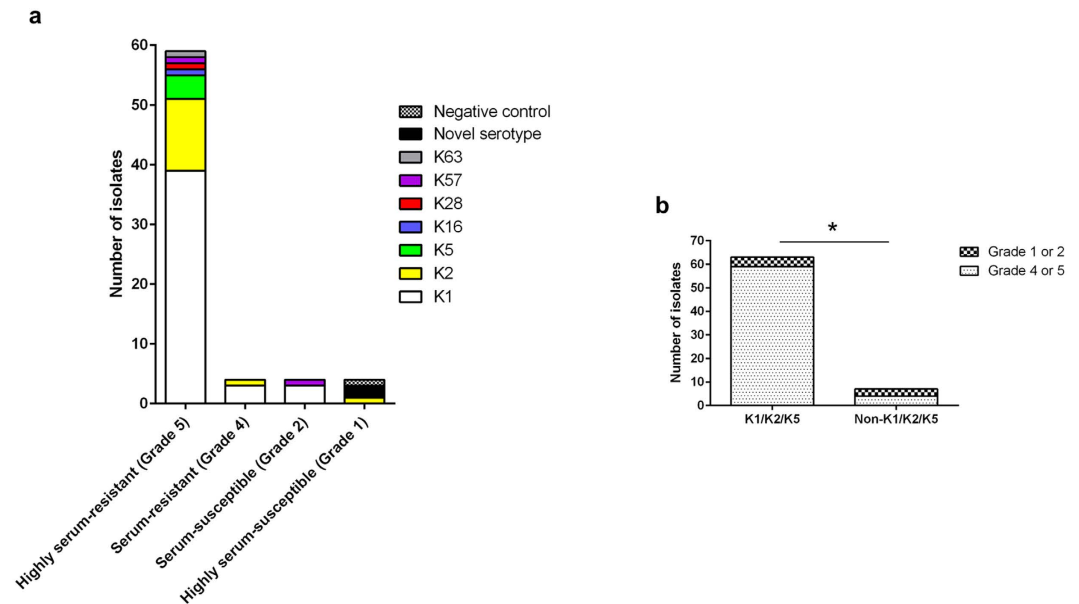 a
Number of isolates
60
50
40
30
20
10
0
Highly serum-resistant (Grade 5)
Serum-resistant (Grade 4)
Serum-susceptible (Grade 2)
Highly serum-susceptible (Grade 1)
Negative control
Novel serotype
K63
K57
K28
K16
K5
K2
K1
b
Number of isolates
70
60
50
40
30
20
10
0
*
K1/K2/K5
Non-K1/K2/K5
Grade 1 or 2
Grade 4 or 5